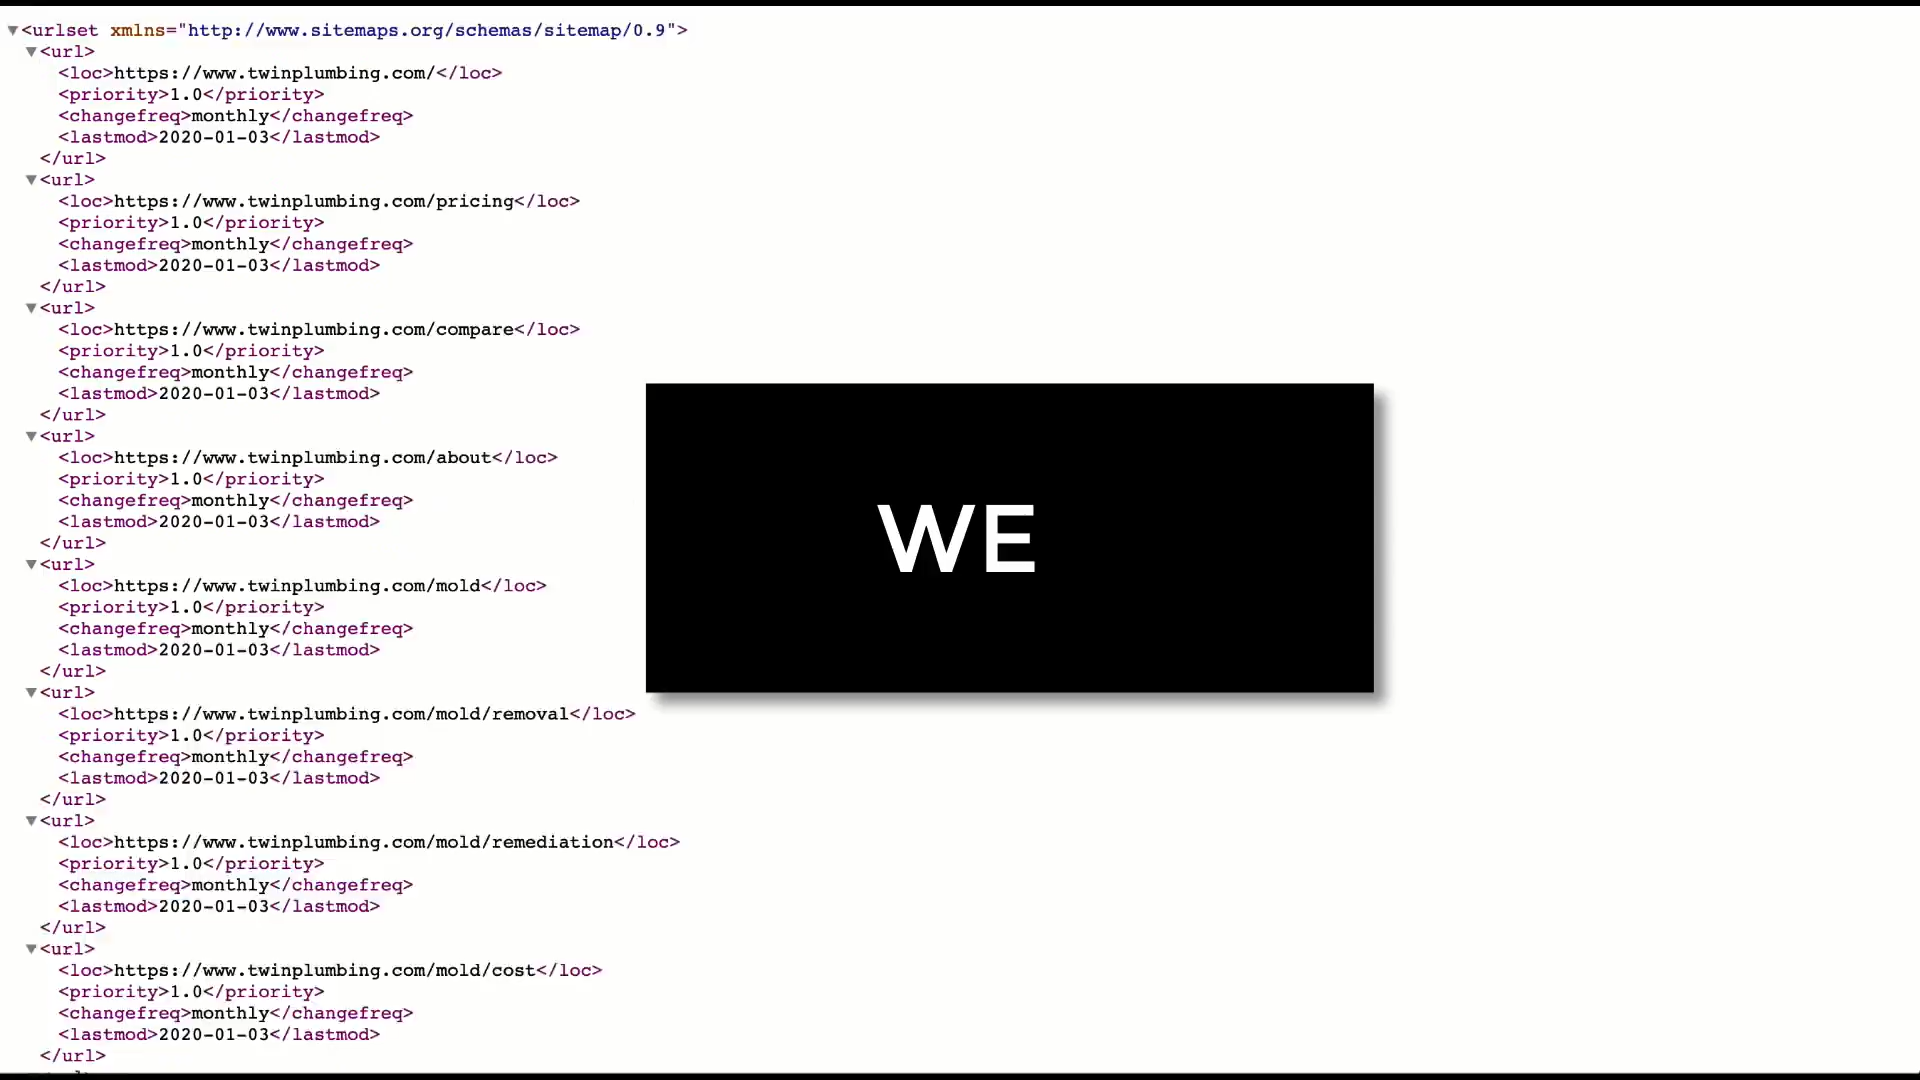 <urlset xmlns="http://www.sitemaps.org/schemas/sitemap/0.9">
<url>
<loc>https://www.twinplumbing.com/</loc>
<priority>1.0</priority>
<changefreq>monthly</changefreq>
<lastmod>2020-01-03</lastmod>
</url>
<url>
<loc>https://www.twinplumbing.com/pricing</loc>
<priority>1.0</priority>
<changefreq>monthly</changefreq>
<lastmod>2020-01-03</lastmod>
</url>
<url>
<loc>https://www.twinplumbing.com/compare</loc>
<priority>1.0</priority>
<changefreq>monthly</changefreq>
<lastmod>2020-01-03</lastmod>
</url>
<url>
<loc>https://www.twinplumbing.com/about</loc>
<priority>1.0</priority>
<changefreq>monthly</changefreq>
<lastmod>2020-01-03</lastmod>
</url>
<url>
<loc>https://www.twinplumbing.com/mold</loc>
<priority>1.0</priority>
<changefreq>monthly</changefreq>
<lastmod>2020-01-03</lastmod>
</url>
<url>
<loc>https://www.twinplumbing.com/mold/removal</loc>
<priority>1.0</priority>
<changefreq>monthly</changefreq>
<lastmod>2020-01-03</lastmod>
</url>
<url>
<loc>https://www.twinplumbing.com/mold/remediation</loc>
<priority>1.0</priority>
<changefreq>monthly</changefreq>
<lastmod>2020-01-03</lastmod>
</url>
<url>
<loc>https://www.twinplumbing.com/mold/cost</loc>
<priority>1.0</priority>
<changefreq>monthly</changefreq>
<lastmod>2020-01-03</lastmod>
</url>
WE